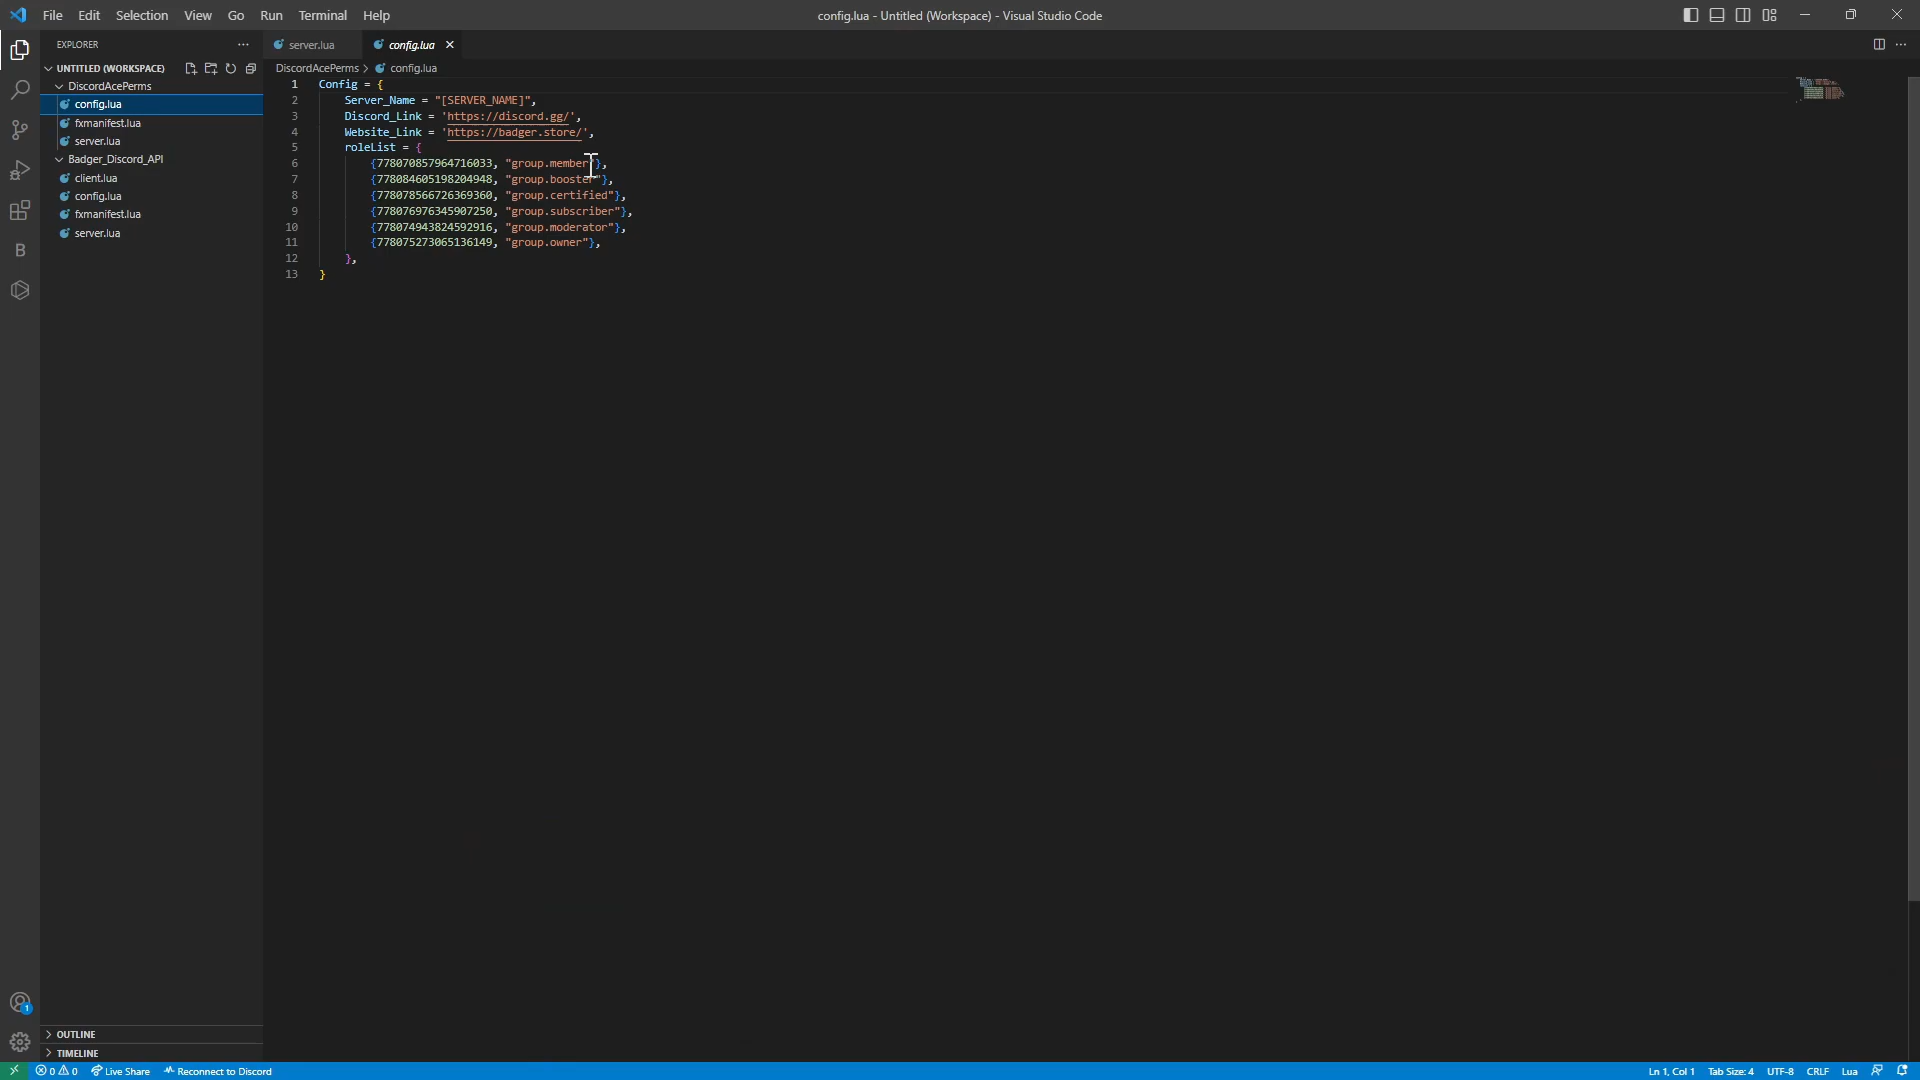 File Edit Selection View Go Run Terminal Help
config.lua - Untitled (Workspace) - Visual Studio Code
EXPLORER
UNTITLED (WORKSPACE)
DiscordAcePerms
config.lua
fxmanifest.lua
server.lua
Badger_Discord_API
client.lua
config.lua
fxmanifest.lua
server.lua
OUTLINE
TIMELINE
server.lua config.lua
DiscordAcePerms > config.lua
1 Config = {
2 Server_Name = "[SERVER_NAME]",
3 Discord_Link = 'https://discord.gg/',
4 Website_Link = 'https://badger.store/',
5 roleList = {
6 {778070857964716033, "group.member"},
7 {778084605198204948, "group.booster"},
8 {778078566726369360, "group.certified"},
9 {778076976345907250, "group.subscriber"},
10 {778074943824592916, "group.moderator"},
11 {778075273065136149, "group.owner"},
12 },
13 }
B
1
0 0 Live Share Reconnect to Discord
Ln 1, Col 1 Tab Size: 4 UTF-8 CRLF Lua